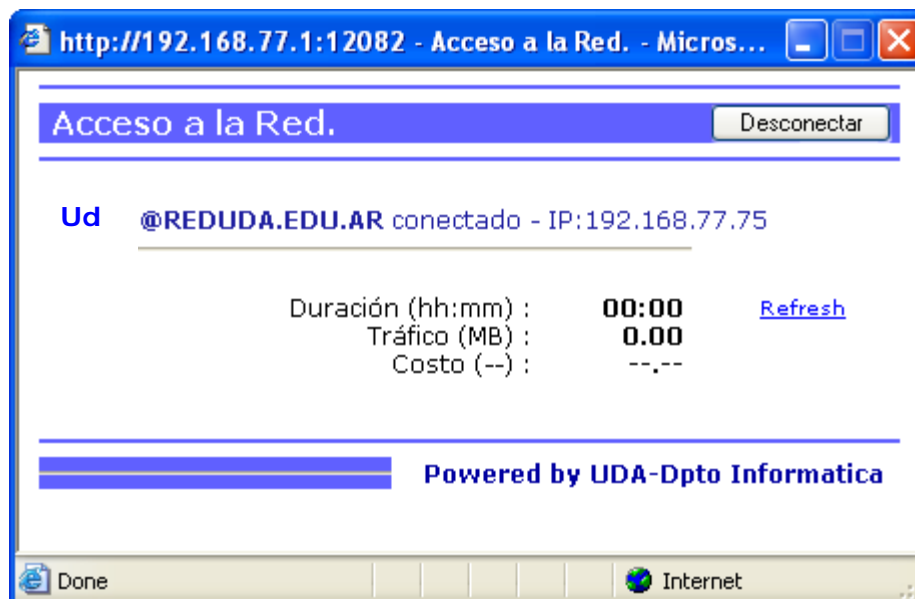 http://192.168.77.1:12082 - Acceso a la Red. - Micros...
Acceso a la Red. Desconectar
Ud @REDUDA.EDU.AR conectado - IP:192.168.77.75
Duración (hh:mm) : 00:00 Refresh
Tráfico (MB) : 0.00
Costo (--) : --.--
Powered by UDA-Dpto Informatica
Done Internet